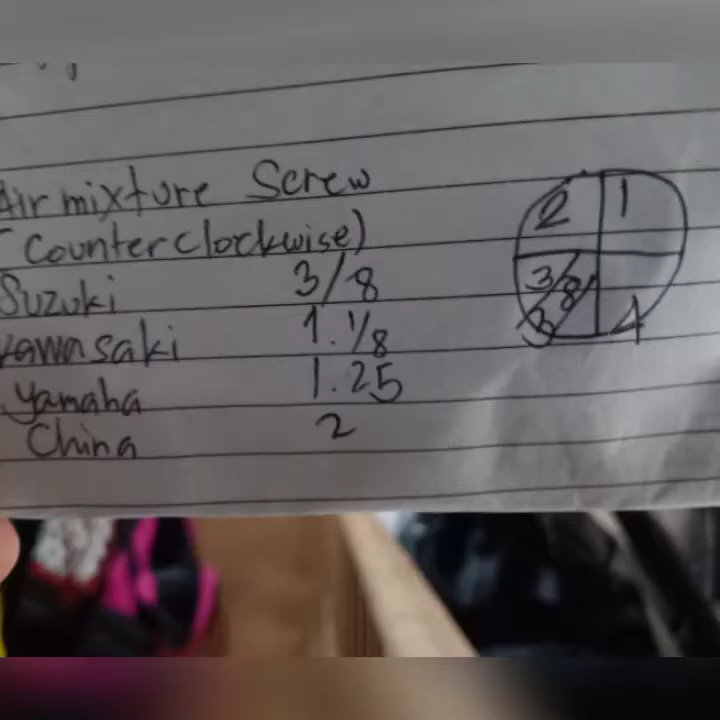 Air mixture Screw
(Counterclockwise)
Suzuki 3/8
Kawasaki 1.1/8
Yamaha 1.25
China 2
2 1
3/8
3 4